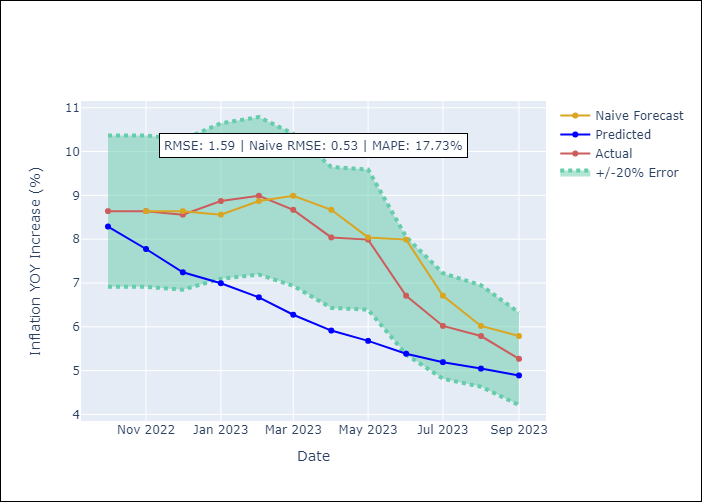 RMSE: 1.59 | Naive RMSE: 0.53 | MAPE: 17.73%
Naive Forecast
Predicted
Actual
+/-20% Error
Inflation YOY Increase (%)
11
10
9
8
7
6
5
4
Nov 2022
Jan 2023
Mar 2023
May 2023
Jul 2023
Sep 2023
Date